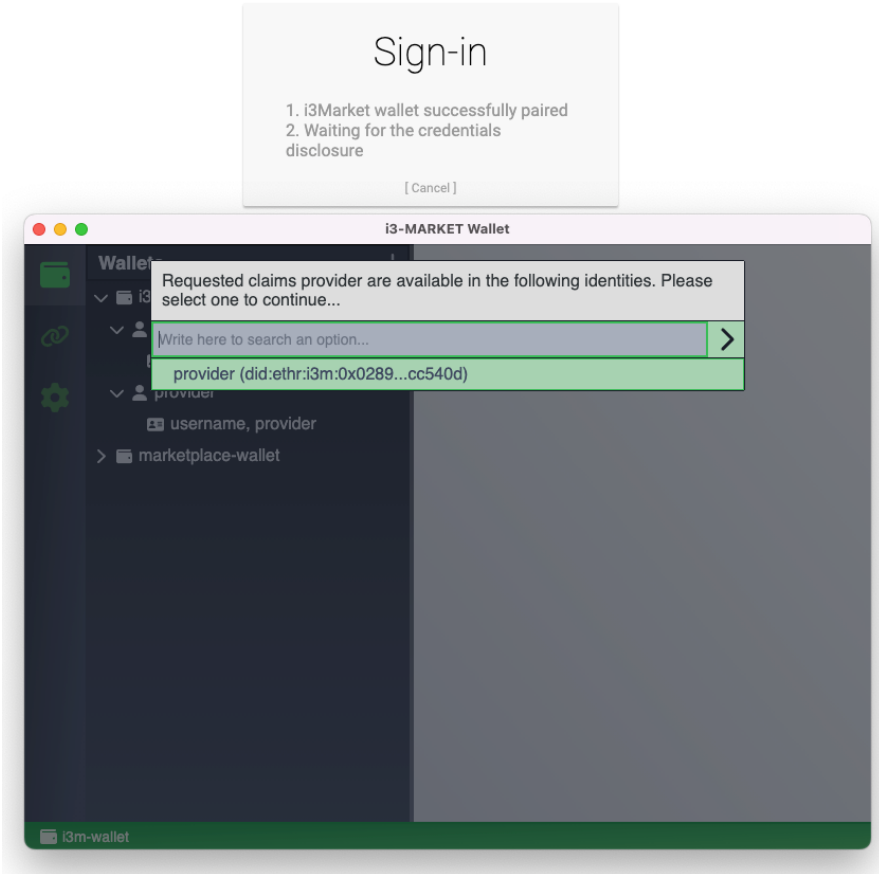 Sign-in
1. i3Market wallet successfully paired
2. Waiting for the credentials
disclosure
[ Cancel ]
i3-MARKET Wallet
Wallets
Requested claims provider are available in the following identities. Please
select one to continue...
i3
Write here to search an option...
provider (did:ethr:i3m:0x0289...cc540d)
provider
username, provider
marketplace-wallet
i3m-wallet